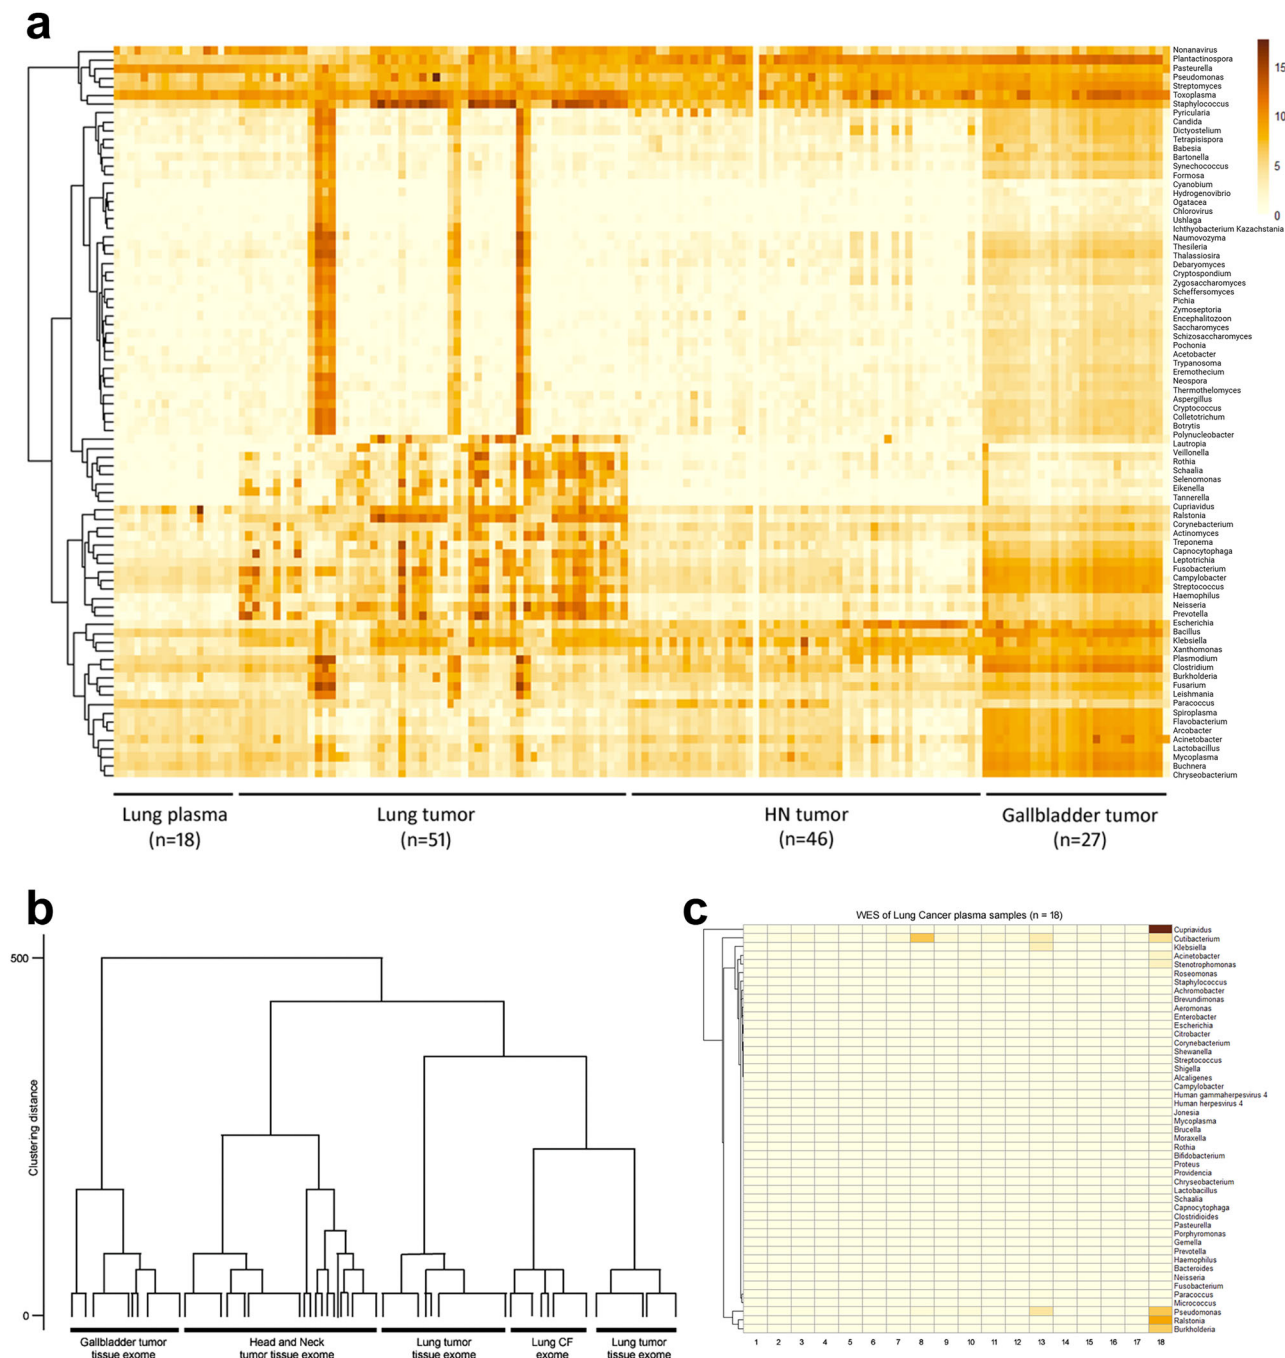 a
Nonanavirus
Plantactinospora
Pasteurella
Pseudomonas
Streptomyces
Toxoplasma
Staphylococcus
Pyricularia
Candida
Dictyostelium
Tetrapisispora
Babesia
Bartonella
Synechococcus
Formosa
Cyanobium
Hydrogenovibrio
Ogatacea
Chlorovirus
Ushlaga
Ichthyobacterium Kazachstania
Naumovozyma
Thesileria
Thalassiosira
Debaryomyces
Cryptospondium
Zygosaccharomyces
Scheffersomyces
Pichia
Zymoseptoria
Encephalitozoon
Saccharomyces
Schizosaccharomyces
Pochonia
Acetobacter
Trypanosoma
Eremothecium
Neospora
Thermothelomyces
Aspergillus
Cryptococcus
Colletotrichum
Botrytis
Polynucleobacter
Lautropia
Veillonella
Rothia
Schaalia
Selenomonas
Eikenella
Tannerella
Cupriavidus
Ralstonia
Corynebacterium
Actinomyces
Treponema
Capnocytophaga
Leptotrichia
Fusobacterium
Campylobacter
Streptococcus
Haemophilus
Neisseria
Prevotella
Escherichia
Bacillus
Klebsiella
Xanthomonas
Plasmodium
Clostridium
Burkholderia
Fusarium
Leishmania
Paracoccus
Spiroplasma
Flavobacterium
Arcobacter
Acinetobacter
Lactobacillus
Mycoplasma
Buchnera
Chryseobacterium
15
10
5
0
Lung plasma
(n=18)
Lung tumor
(n=51)
HN tumor
(n=46)
Gallbladder tumor
(n=27)
b
500
0
Clustering distance
Gallbladder tumor
tissue exome
Head and Neck
tumor tissue exome
Lung tumor
tissue exome
Lung CF
exome
Lung tumor
tissue exome
c
WES of Lung Cancer plasma samples (n = 18)
Cupriavidus
Cutibacterium
Klebsiella
Acinetobacter
Stenotrophomonas
Roseomonas
Staphylococcus
Achromobacter
Brevundimonas
Aeromonas
Enterobacter
Escherichia
Citrobacter
Corynebacterium
Shewanella
Streptococcus
Shigella
Alcaligenes
Campylobacter
Human gammaherpesvirus 4
Human herpesvirus 4
Jonesia
Mycoplasma
Brucella
Moraxella
Rothia
Bifidobacterium
Proteus
Providencia
Chryseobacterium
Lactobacillus
Schaalia
Capnocytophaga
Clostridioides
Pasteurella
Porphyromonas
Gemella
Prevotella
Haemophilus
Bacteroides
Neisseria
Fusobacterium
Paracoccus
Micrococcus
Pseudomonas
Ralstonia
Burkholderia
1 2 3 4 5 6 7 8 9 10 11 12 13 14 15 16 17 18